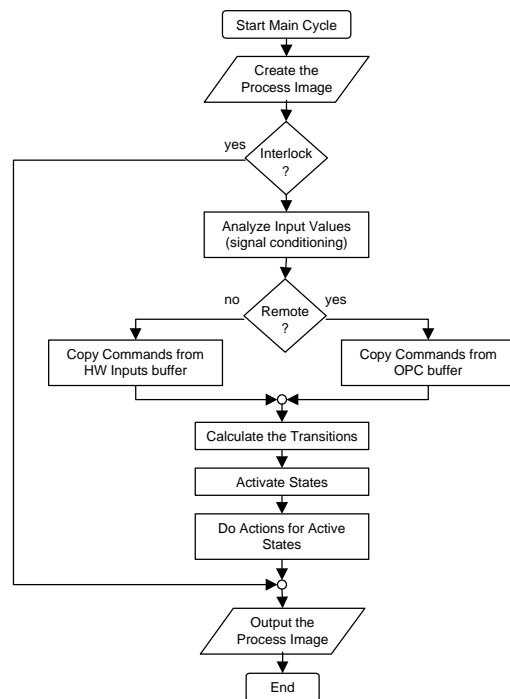 Start Main Cycle
Create the
Process Image
yes
Interlock
?
Analyze Input Values
(signal conditioning)
no
Remote
?
yes
Copy Commands from
HW Inputs buffer
Copy Commands from
OPC buffer
Calculate the Transitions
Activate States
Do Actions for Active
States
Output the
Process Image
End